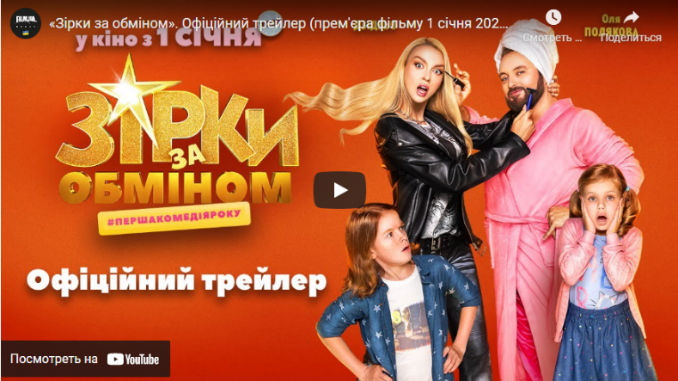 «Зірки за обміном». Офіційний трейлер (прем'єра фільму 1 січня 202...
Смотреть ...
Поделиться
у кіно з 1 СІЧНЯ
Оля
ПОЛЯКОВА
ЗІРКИ
ЗА
ОБМІНОМ
#ПЕРШАКОМЕДІЯРОКУ
Офіційний трейлер
Посмотреть на YouTube